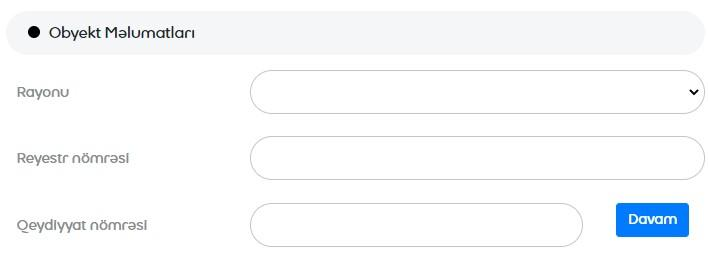 Obyekt Məlumatları
Rayonu
Reyestr nömrəsi
Qeydiyyat nömrəsi
Davam